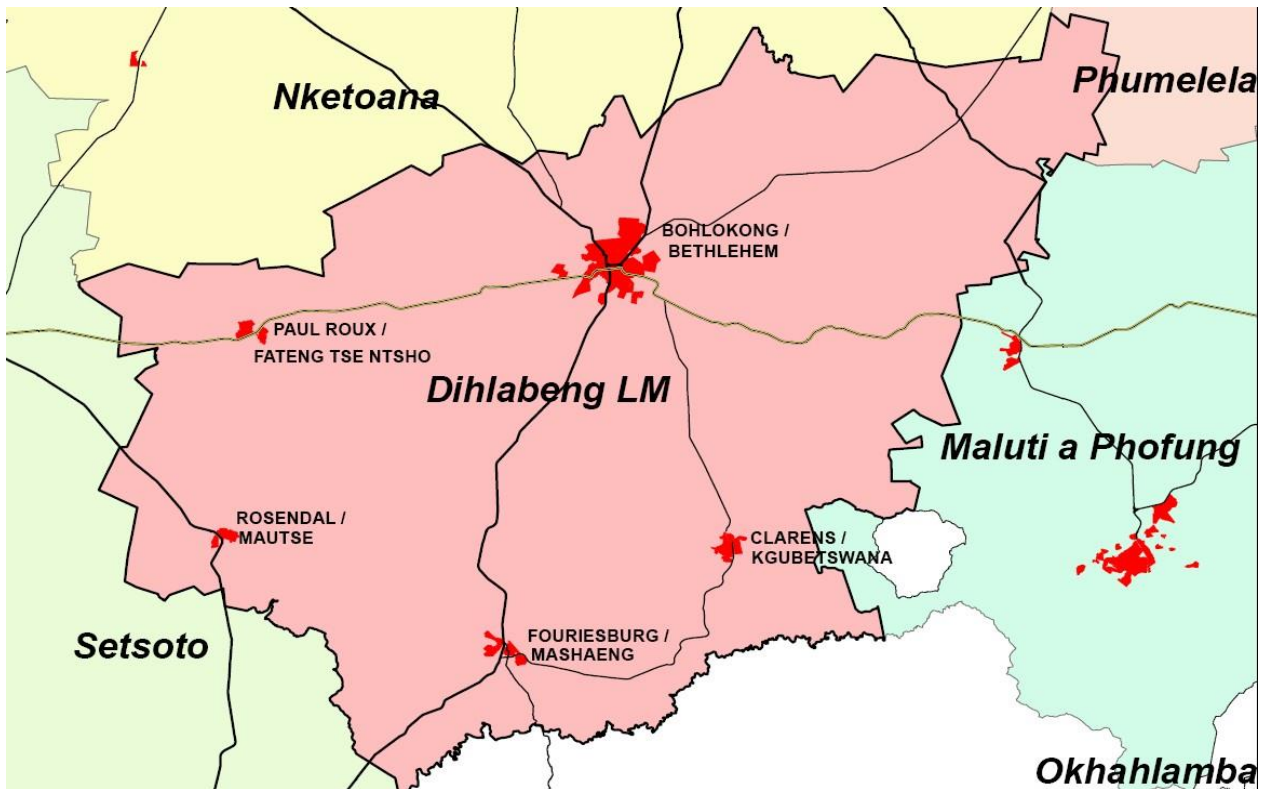 Phumelela
Nketoana
BOHLOKONG /
BETHLEHEM
PAUL ROUX /
FATENG TSE NTSHO
Dihlabeng LM
Maluti a Phofung
ROSENDAL /
MAUTSE
CLARENS /
KGUBETSWANA
Setsoto
FOURIESBURG /
MASHAENG
Okhahlamba